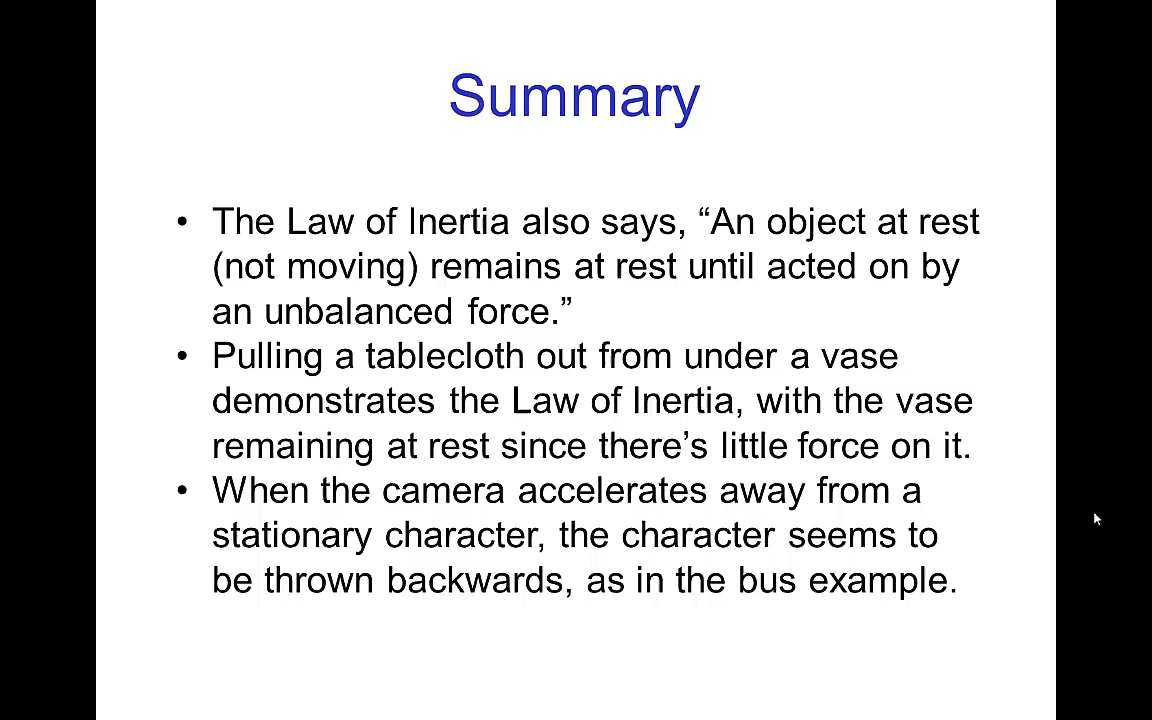 Summary
• The Law of Inertia also says, “An object at rest
(not moving) remains at rest until acted on by
an unbalanced force.”
• Pulling a tablecloth out from under a vase
demonstrates the Law of Inertia, with the vase
remaining at rest since there’s little force on it.
• When the camera accelerates away from a
stationary character, the character seems to
be thrown backwards, as in the bus example.